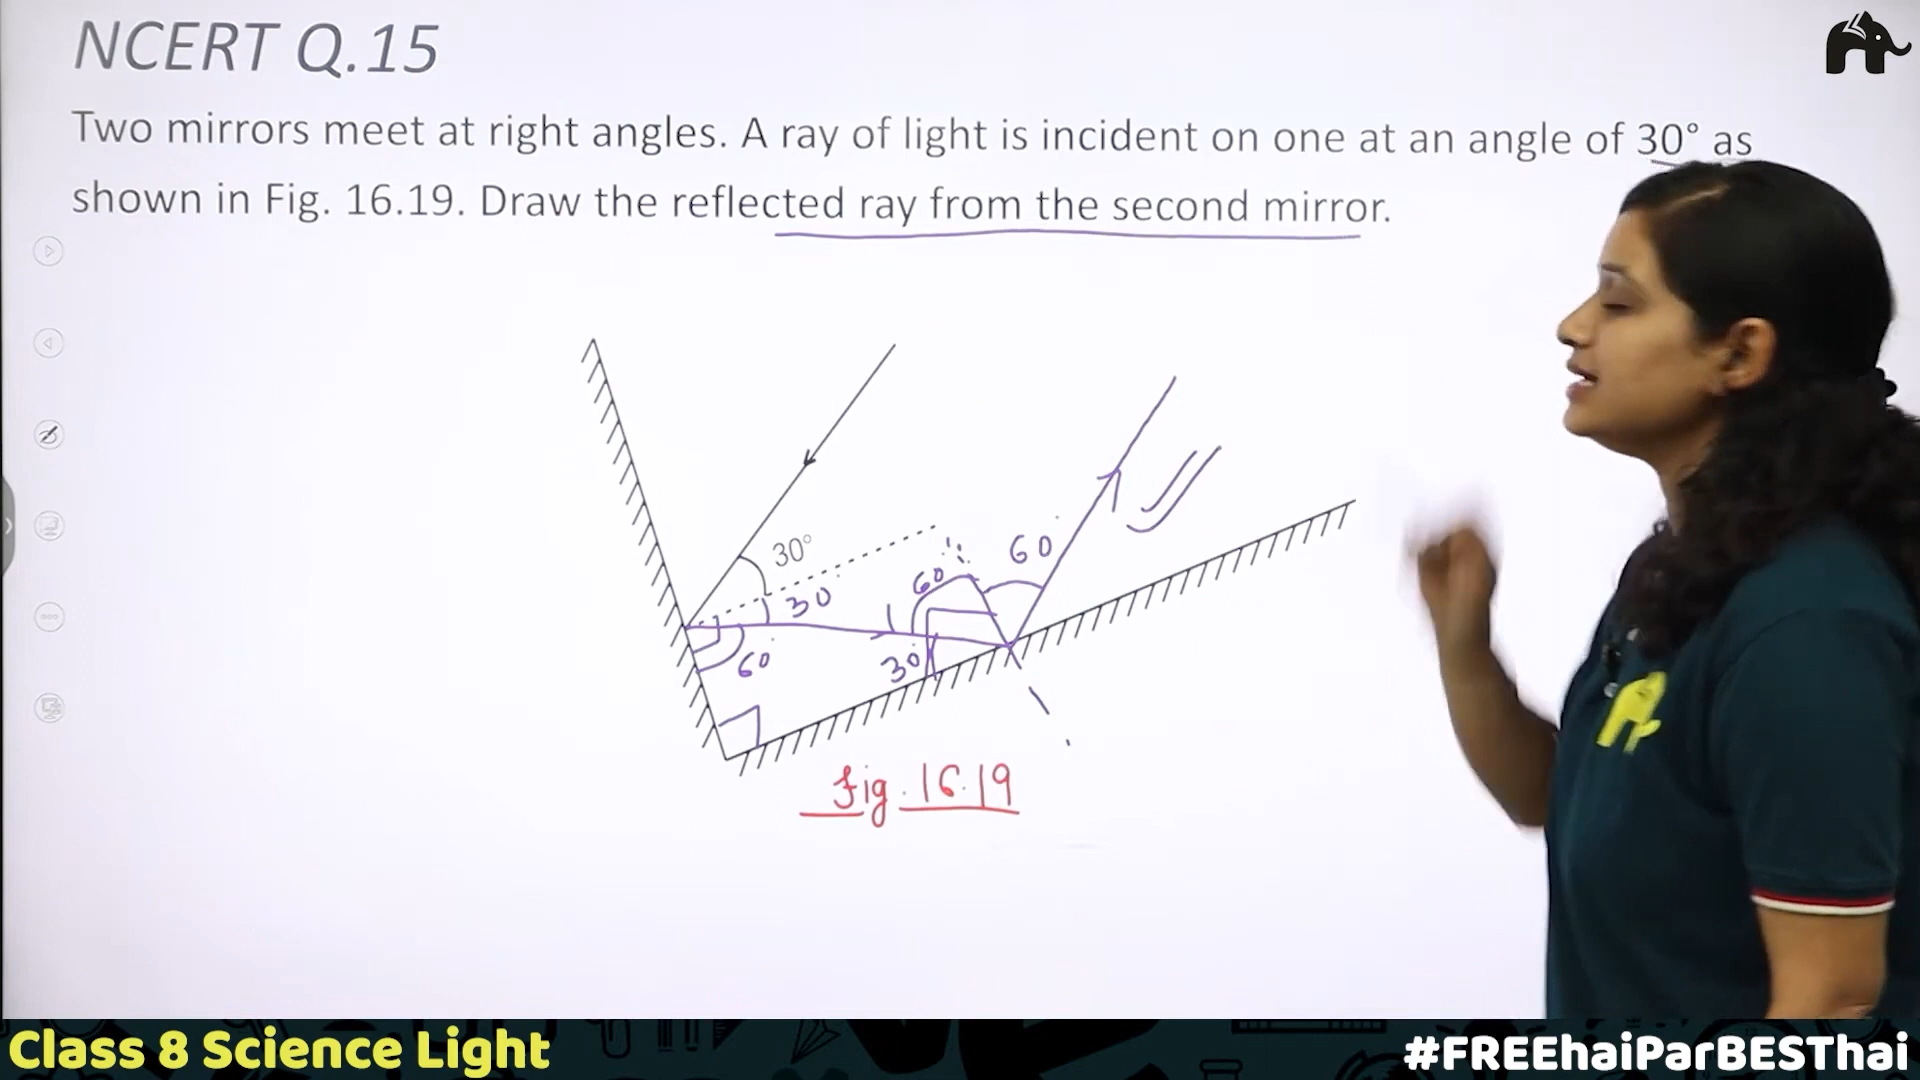 NCERT Q.15
Two mirrors meet at right angles. A ray of light is incident on one at an angle of 30° as
shown in Fig. 16.19. Draw the reflected ray from the second mirror.
30°
60
60
30
60
30
Fig. 16.19
Class 8 Science Light
#FREEhaiParBESThai